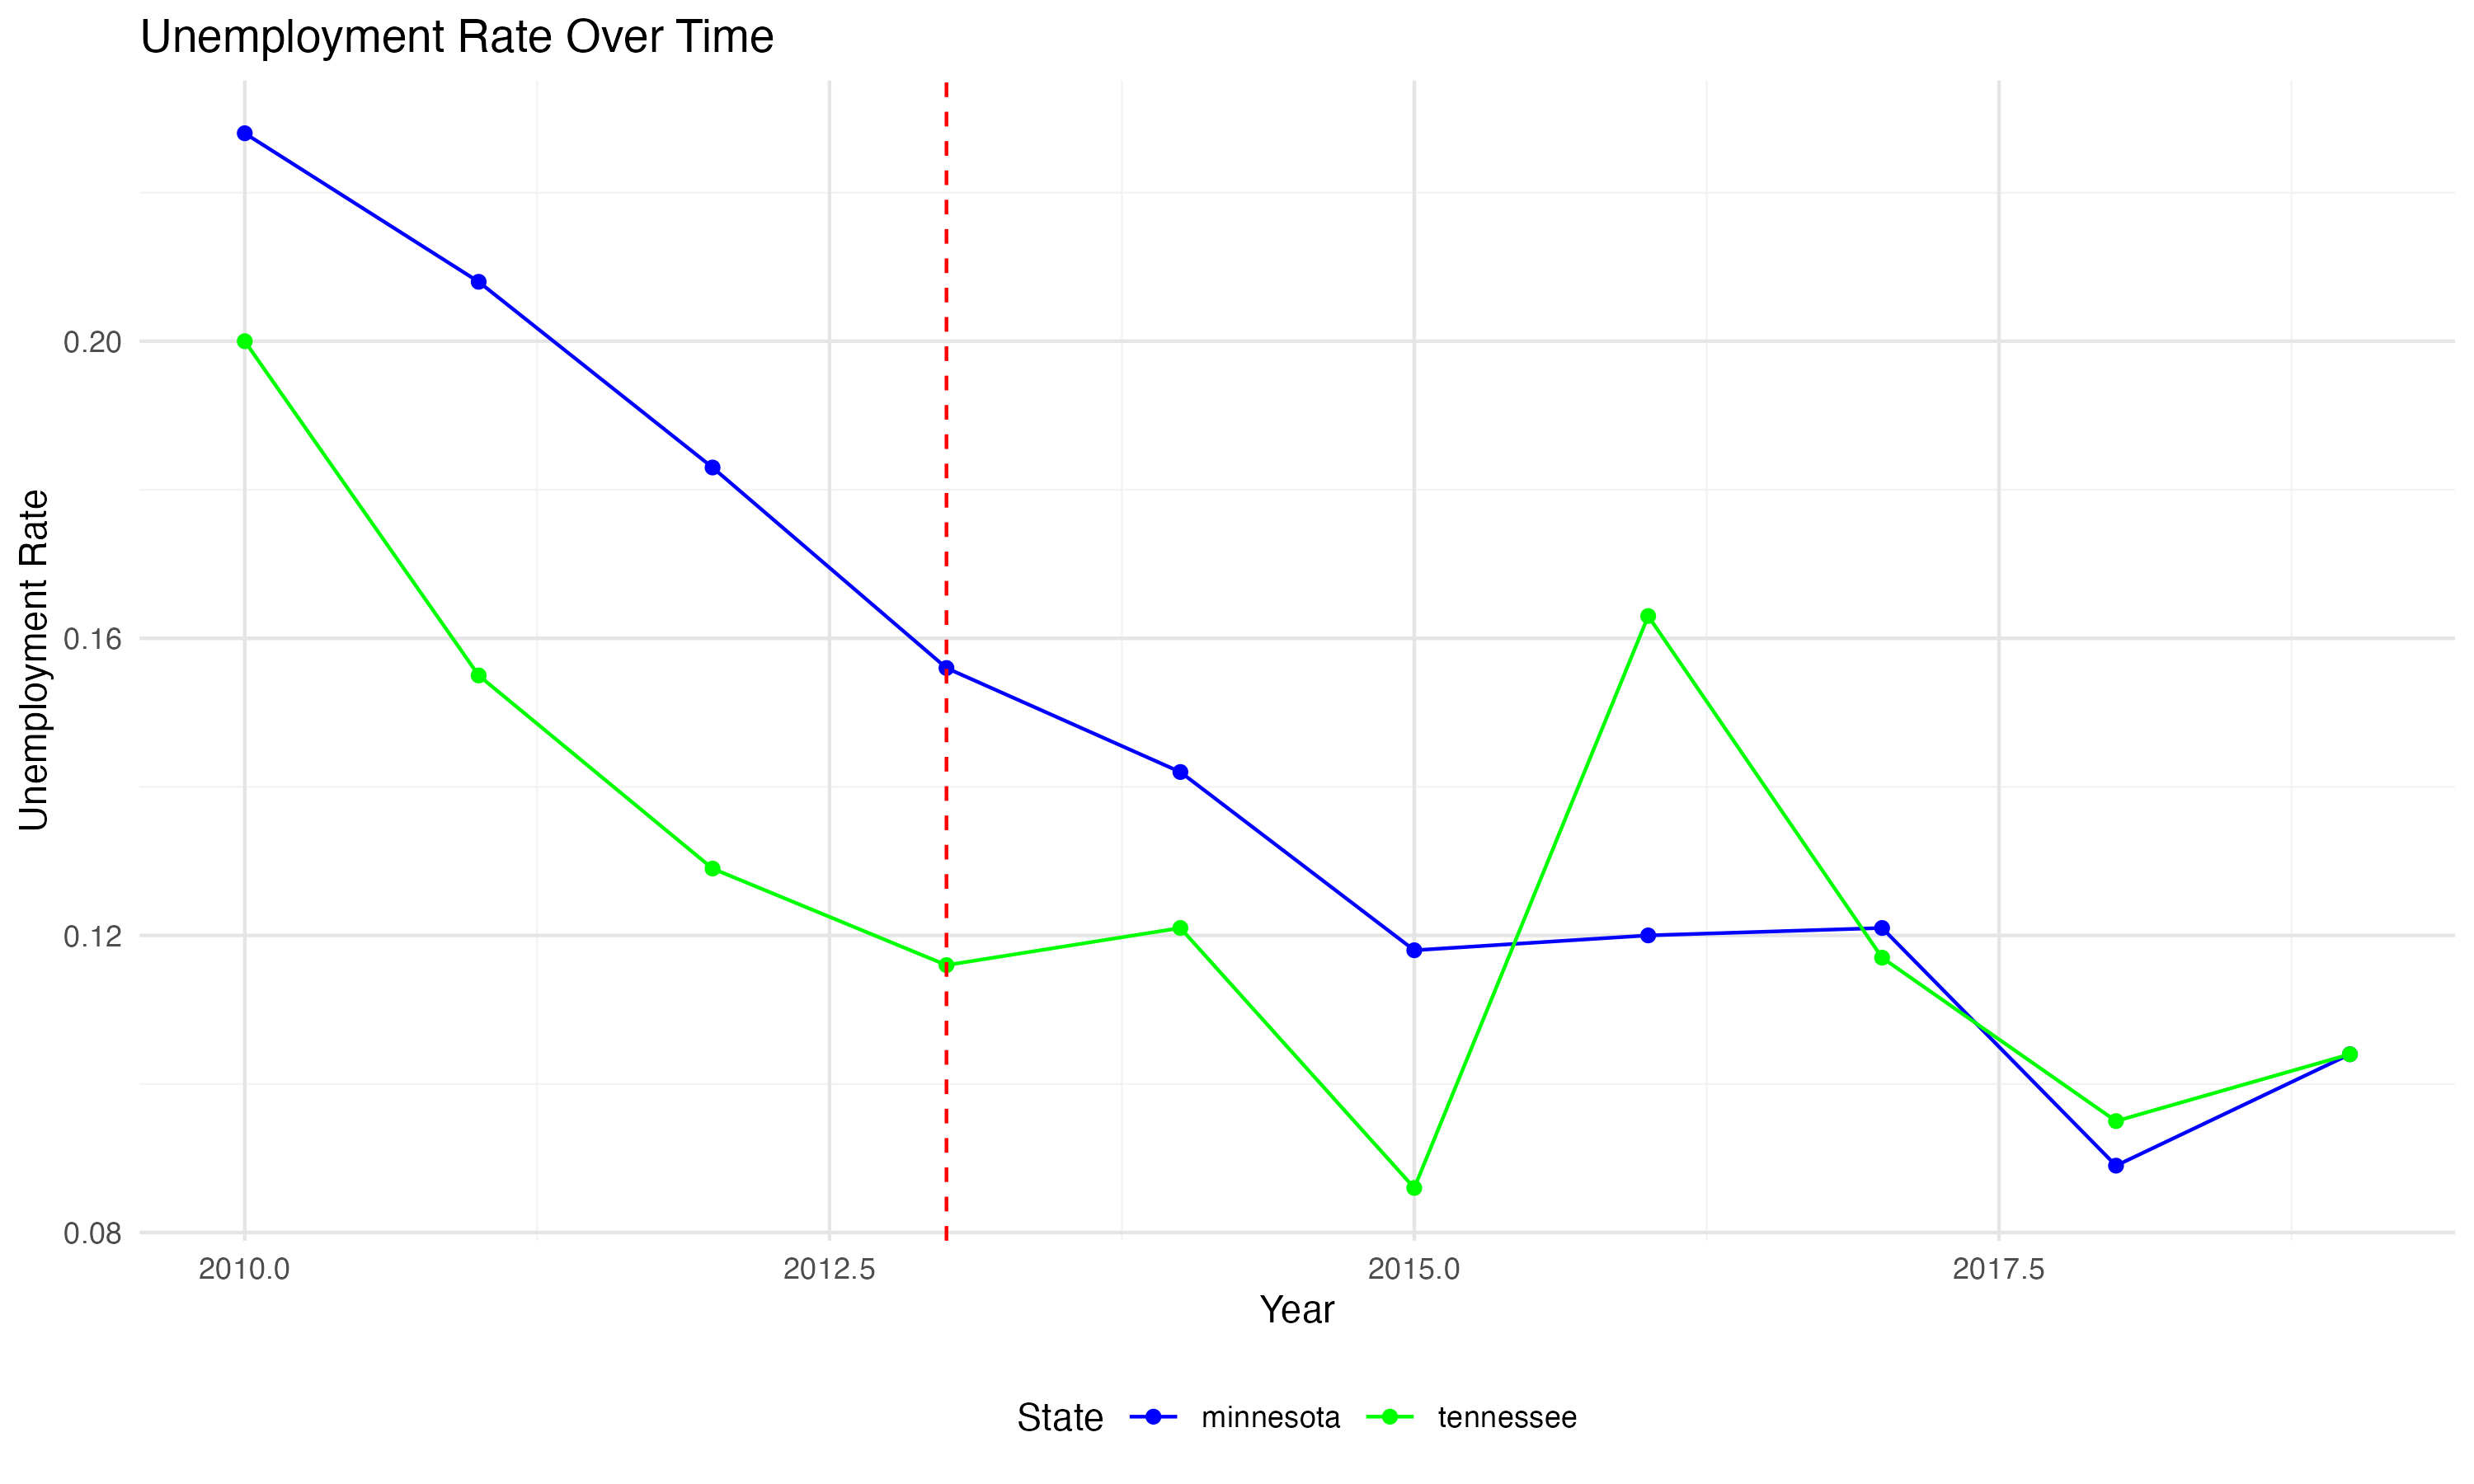 Unemployment Rate Over Time
Unemployment Rate
0.20
0.16
0.12
0.08
2010.0 2012.5 2015.0 2017.5
Year
State minnesota tennessee